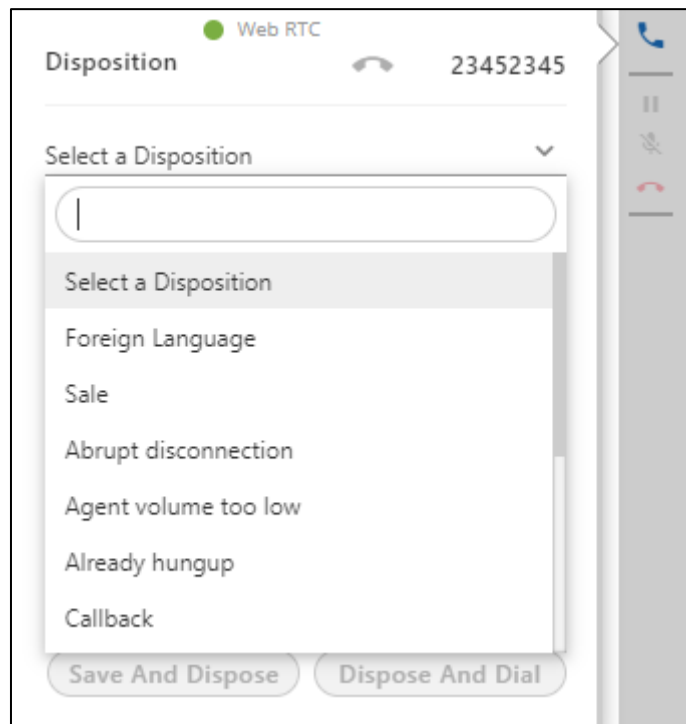 Web RTC
Disposition 23452345
Select a Disposition
Select a Disposition
Foreign Language
Sale
Abrupt disconnection
Agent volume too low
Already hungup
Callback
Save And Dispose Dispose And Dial